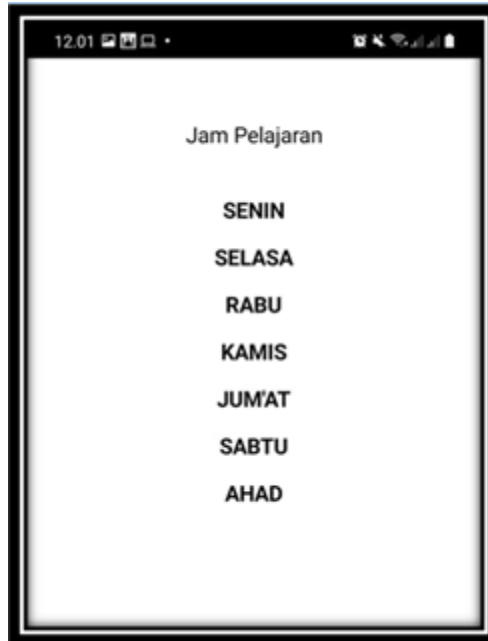 12.01
Jam Pelajaran
SENIN
SELASA
RABU
KAMIS
JUM'AT
SABTU
AHAD